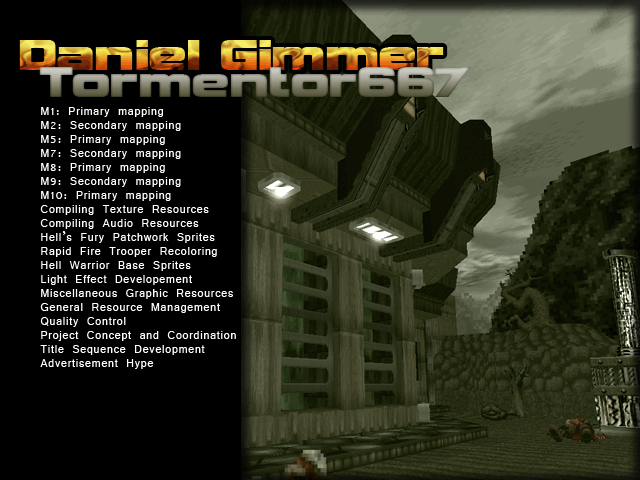 Daniel Gimmer
Tormentor667
M1: Primary mapping
M2: Secondary mapping
M5: Primary mapping
M7: Secondary mapping
M8: Primary mapping
M9: Secondary mapping
M10: Primary mapping
Compiling Texture Resources
Compiling Audio Resources
Hell's Fury Patchwork Sprites
Rapid Fire Trooper Recoloring
Hell Warrior Base Sprites
Light Effect Developement
Miscellaneous Graphic Resources
General Resource Management
Quality Control
Project Concept and Coordination
Title Sequence Development
Advertisement Hype